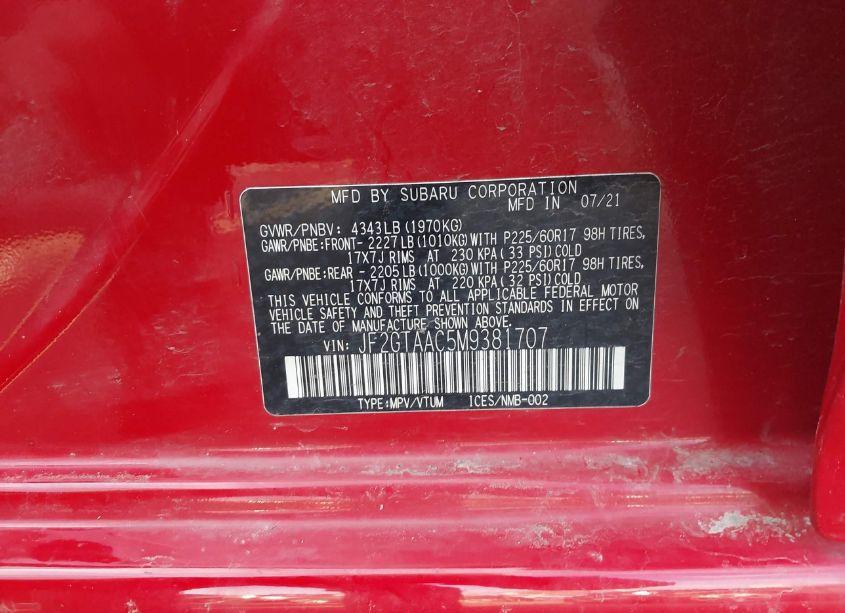 MFD BY SUBARU CORPORATION
MFD IN 07/21
GVWR/PNBV: 4343LB(1970KG)
GAWR/PNBE:FRONT- 2227LB(1010KG)WITH P225/60R17 98H TIRES,
17X7J RIMS AT 230 KPA(33 PSI)COLD
GAWR/PNBE:REAR - 2205LB(1000KG)WITH P225/60R17 98H TIRES,
17X7J RIMS AT 220 KPA(32 PSI)COLD
THIS VEHICLE CONFORMS TO ALL APPLICABLE FEDERAL MOTOR
VEHICLE SAFETY AND THEFT PREVENTION STANDARDS IN EFFECT ON
THE DATE OF MANUFACTURE SHOWN ABOVE.
VIN: JF2GTAAC5M9381707
TYPE:MPV/VTUM ICES/NMB-002